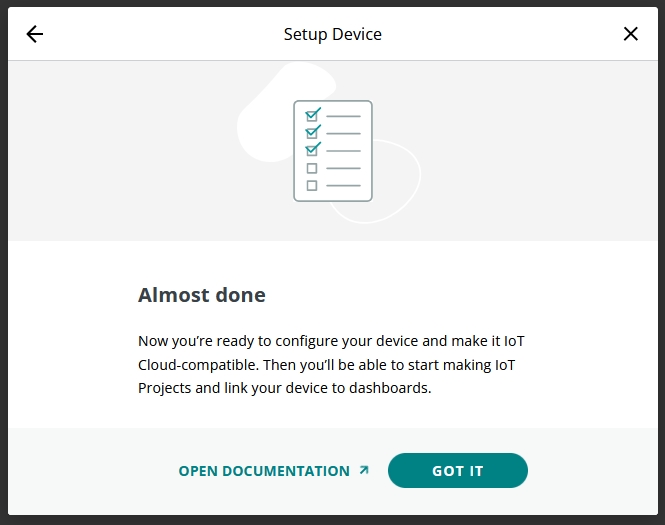 Setup Device
Almost done
Now you’re ready to configure your device and make it IoT
Cloud-compatible. Then you’ll be able to start making IoT
Projects and link your device to dashboards.
OPEN DOCUMENTATION
GOT IT